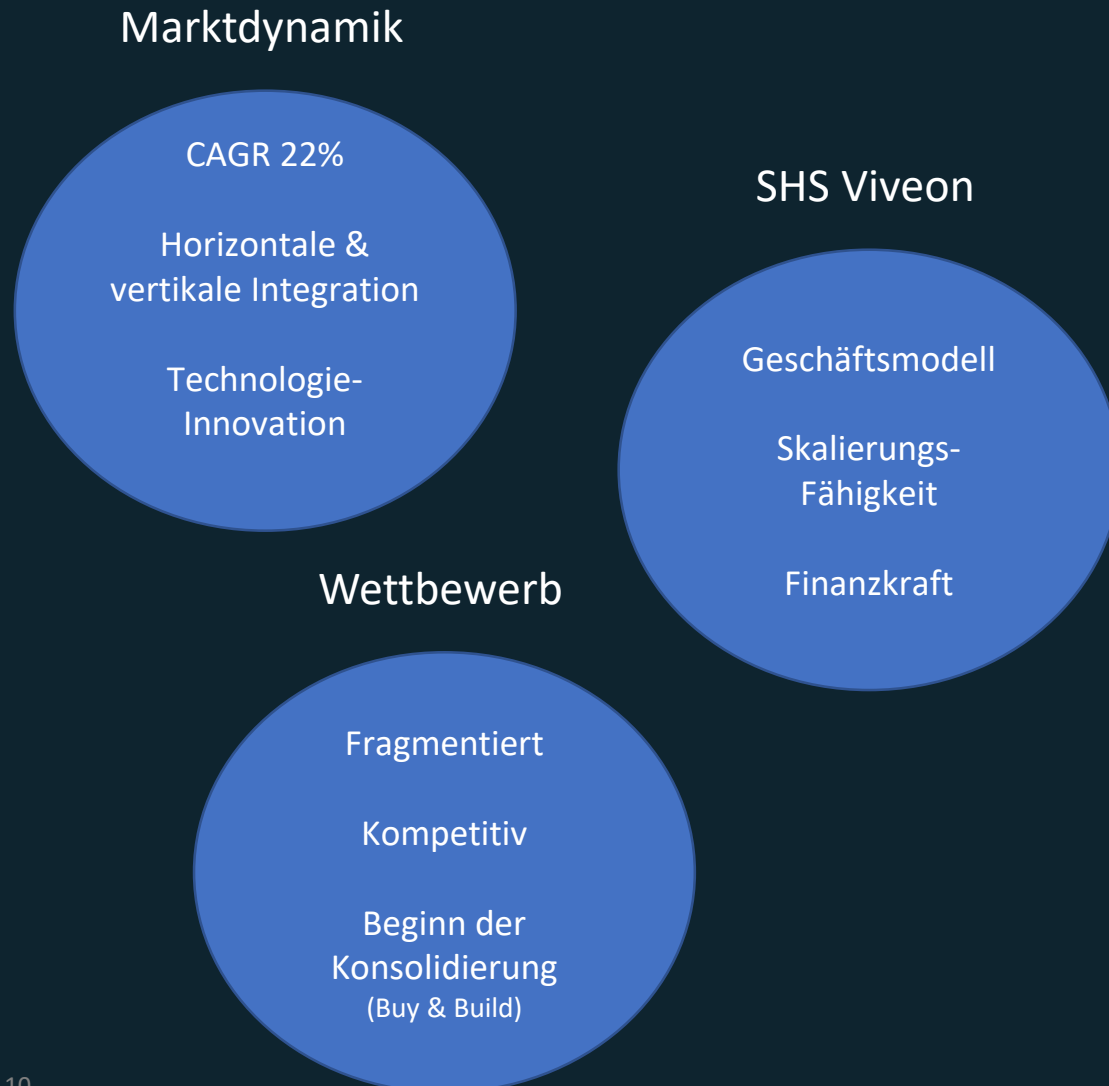 Marktdynamik
CAGR 22%
Horizontale &
vertikale Integration
Technologie-
Innovation
SHS Viveon
Geschäftsmodell
Skalierungs-
Fähigkeit
Finanzkraft
Wettbewerb
Fragmentiert
Kompetitiv
Beginn der
Konsolidierung
(Buy & Build)
10